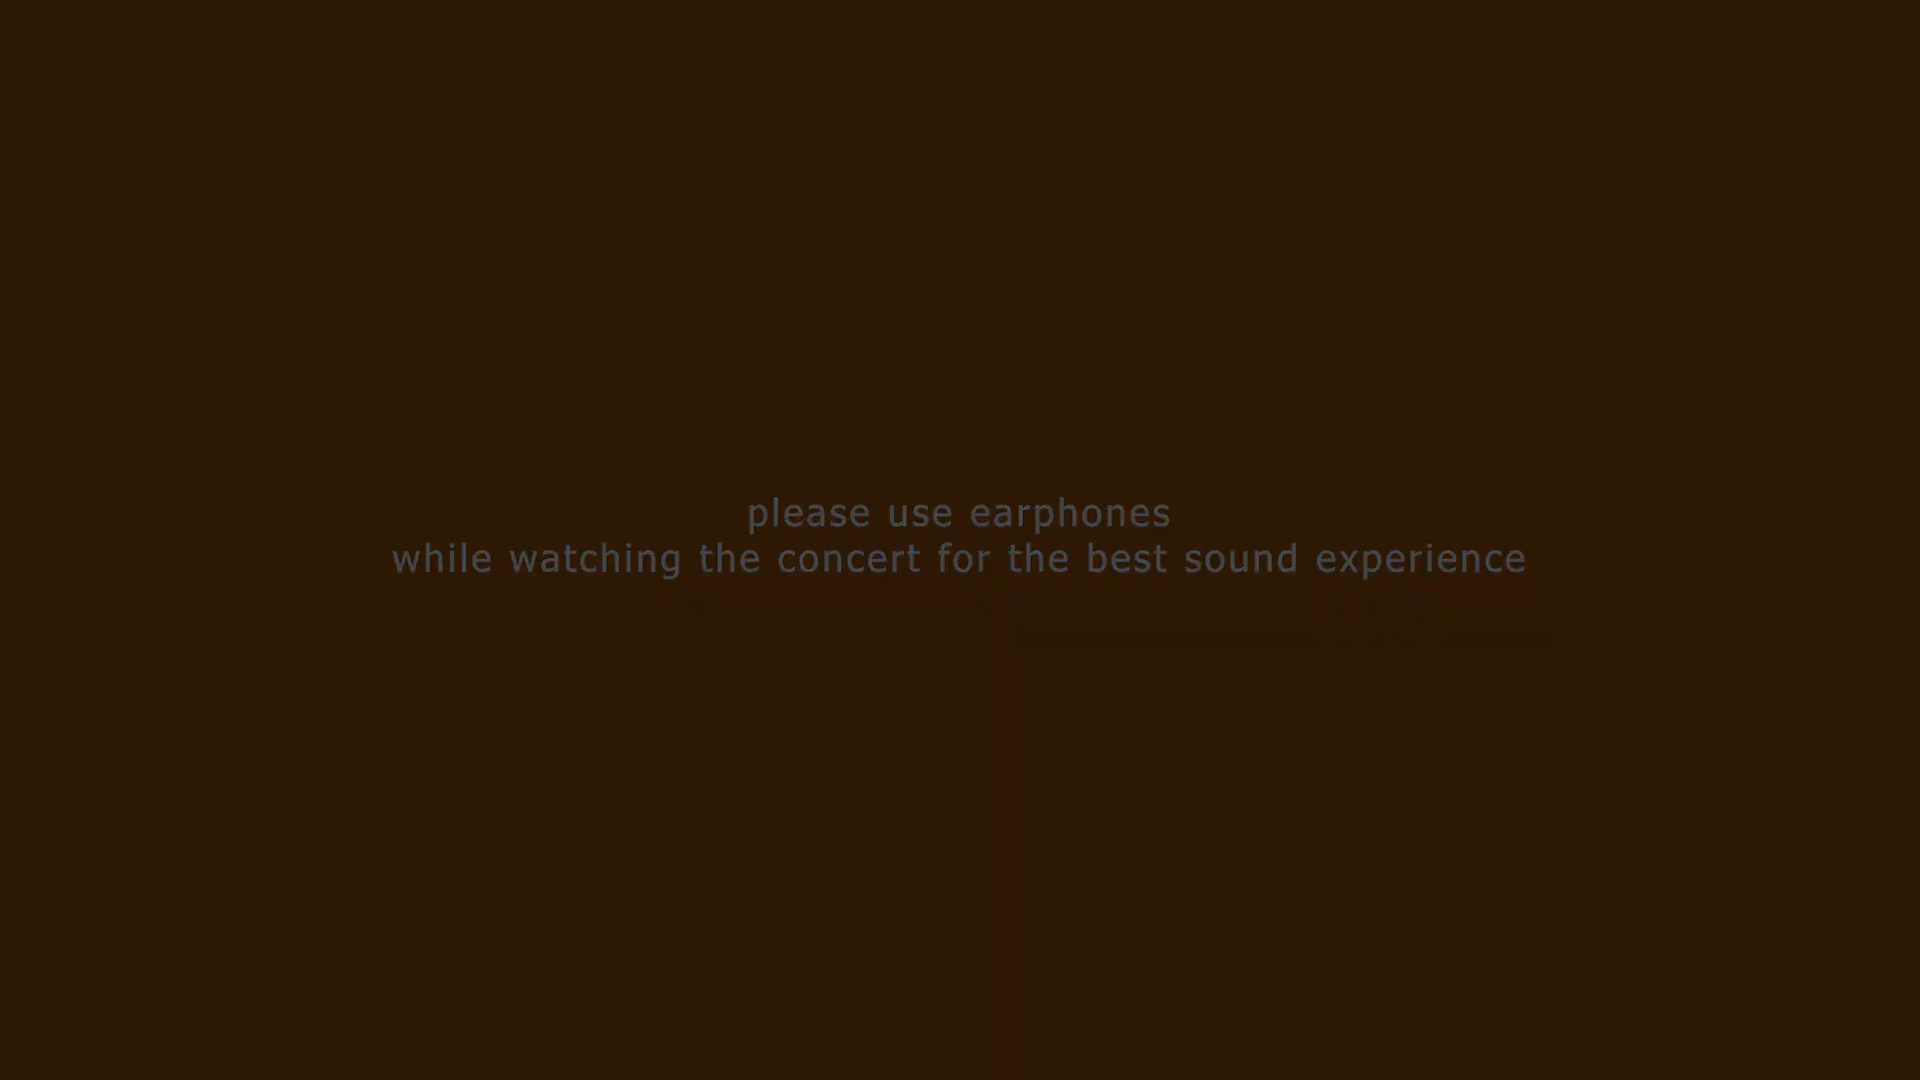 please use earphones
while watching the concert for the best sound experience